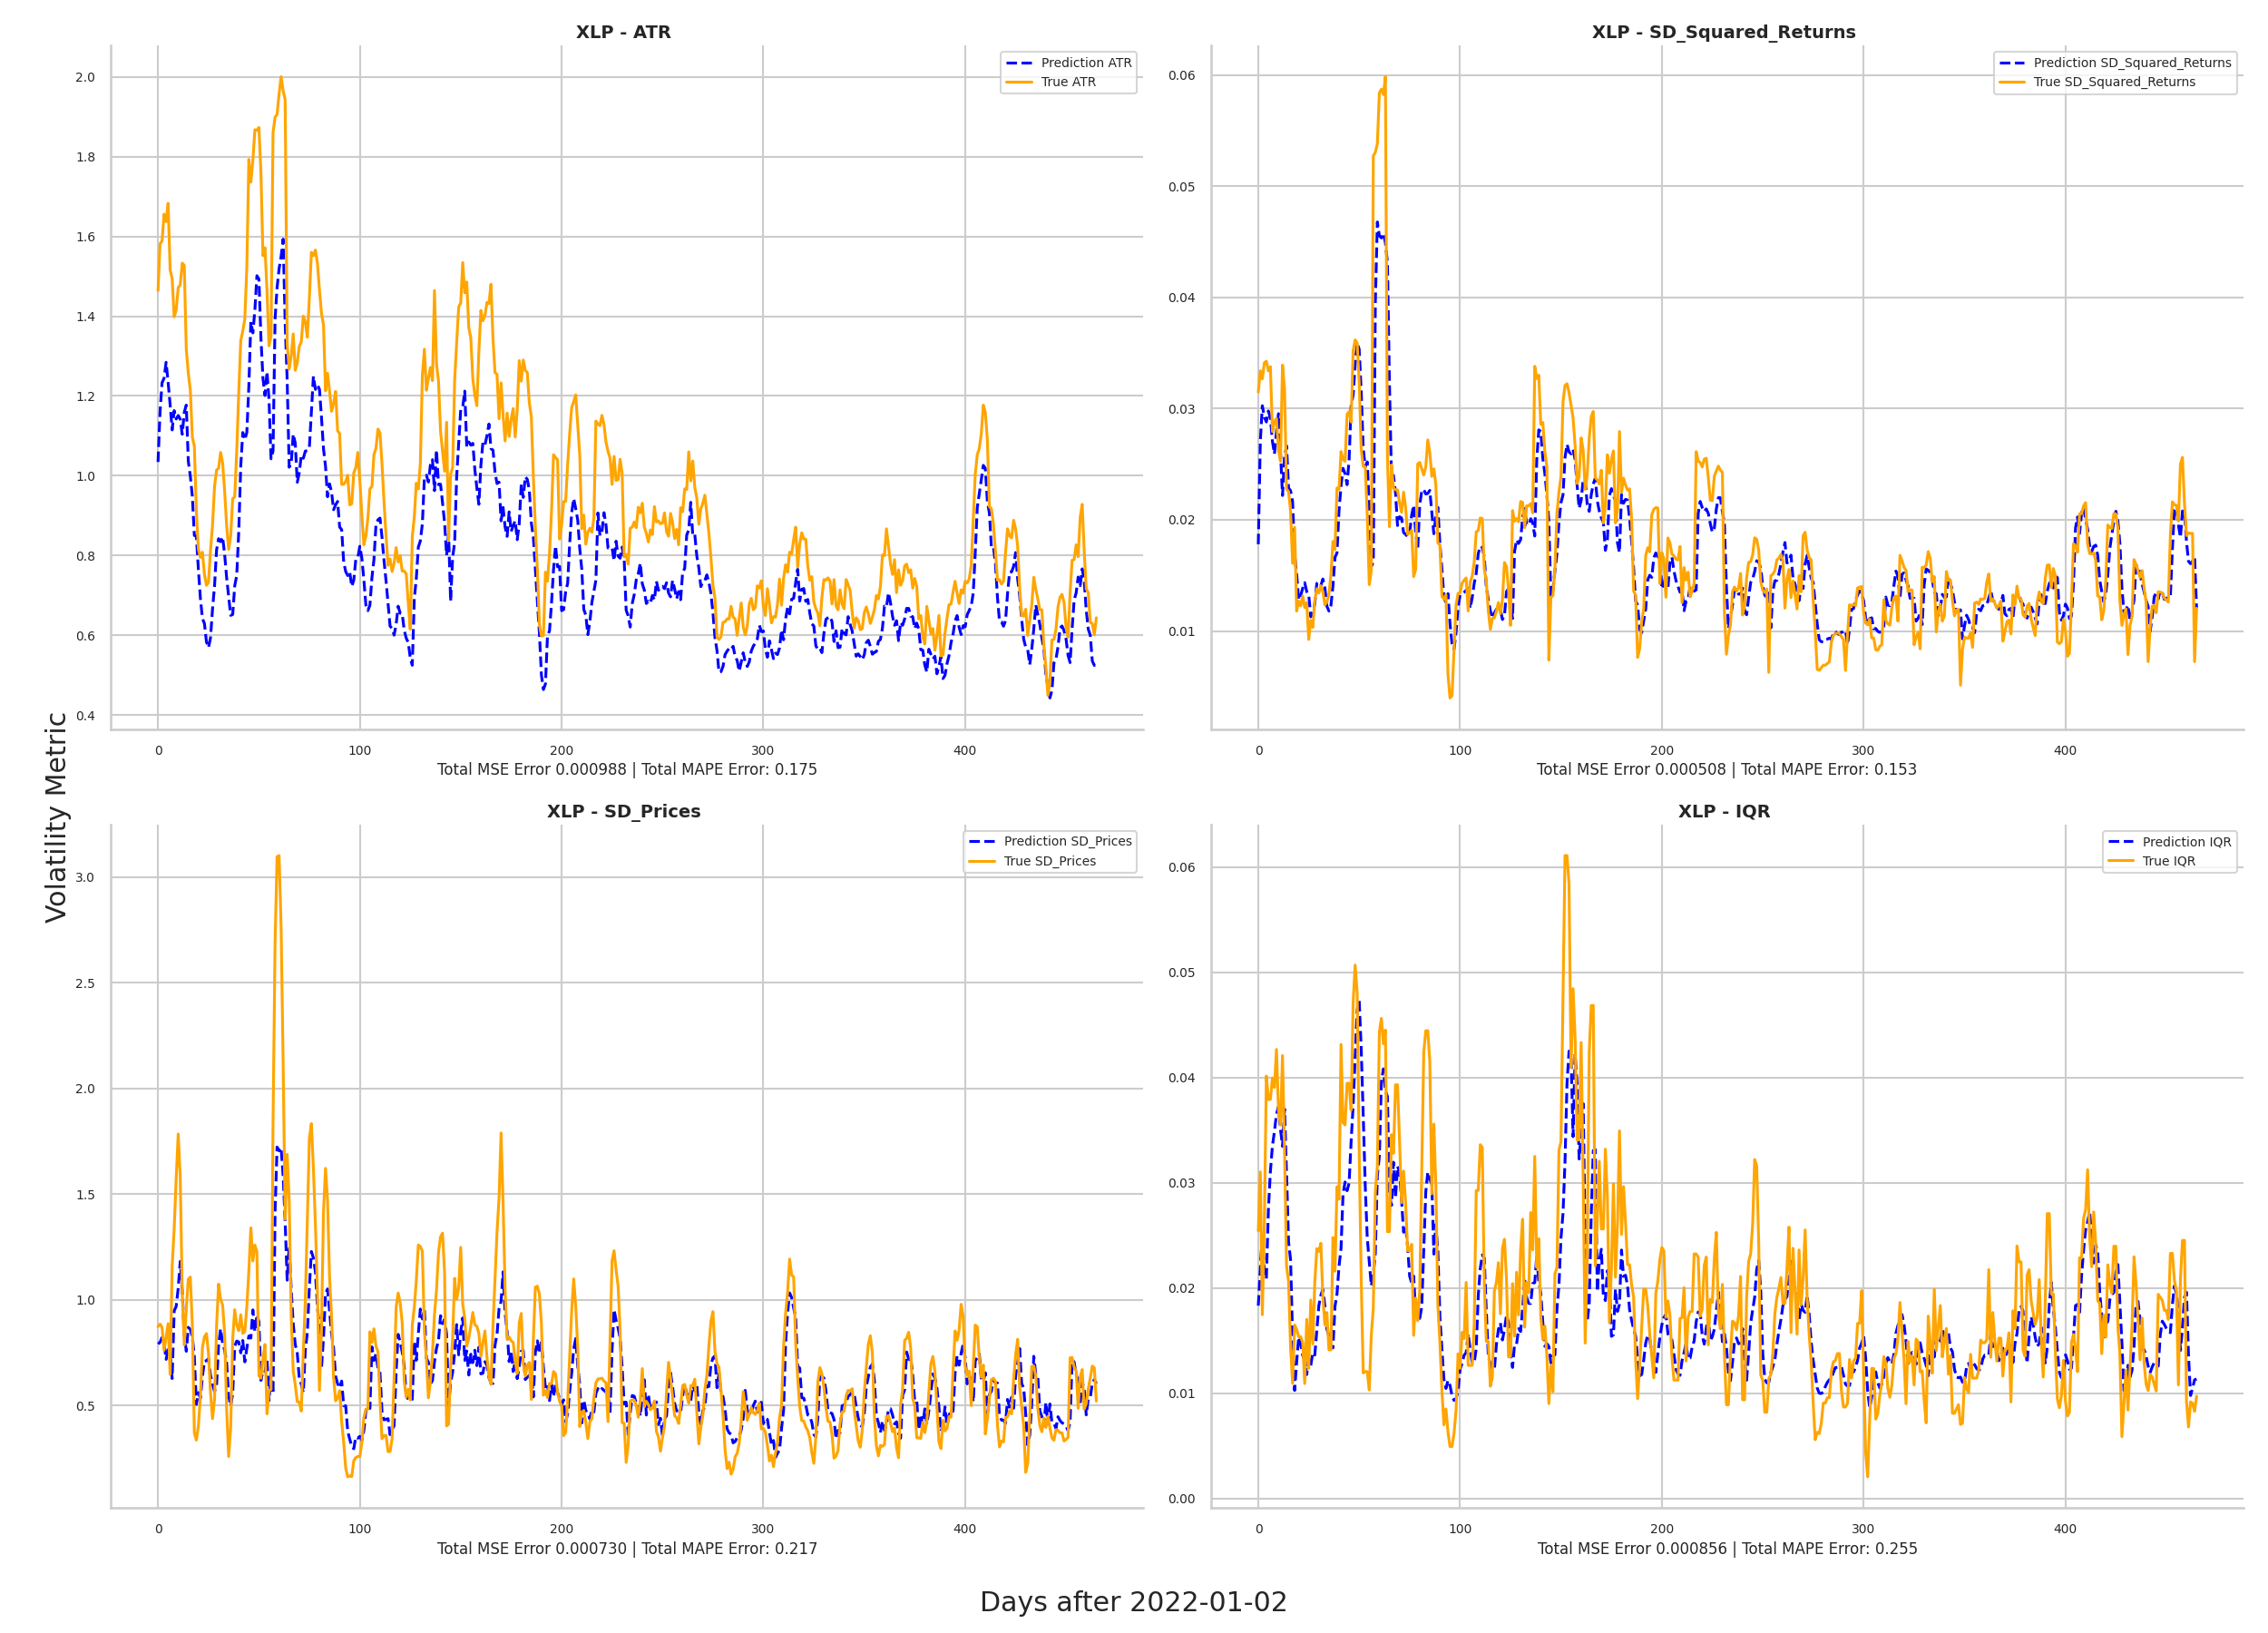 XLP - ATR
Prediction ATR
True ATR
2.0
1.8
1.6
1.4
1.2
1.0
0.8
0.6
0.4
0 100 200 300 400
Total MSE Error 0.000988 | Total MAPE Error: 0.175
XLP - SD_Squared_Returns
Prediction SD_Squared_Returns
True SD_Squared_Returns
0.06
0.05
0.04
0.03
0.02
0.01
0 100 200 300 400
Total MSE Error 0.000508 | Total MAPE Error: 0.153
Volatility Metric
XLP - SD_Prices
Prediction SD_Prices
True SD_Prices
3.0
2.5
2.0
1.5
1.0
0.5
0 100 200 300 400
Total MSE Error 0.000730 | Total MAPE Error: 0.217
XLP - IQR
Prediction IQR
True IQR
0.06
0.05
0.04
0.03
0.02
0.01
0.00
0 100 200 300 400
Total MSE Error 0.000856 | Total MAPE Error: 0.255
Days after 2022-01-02